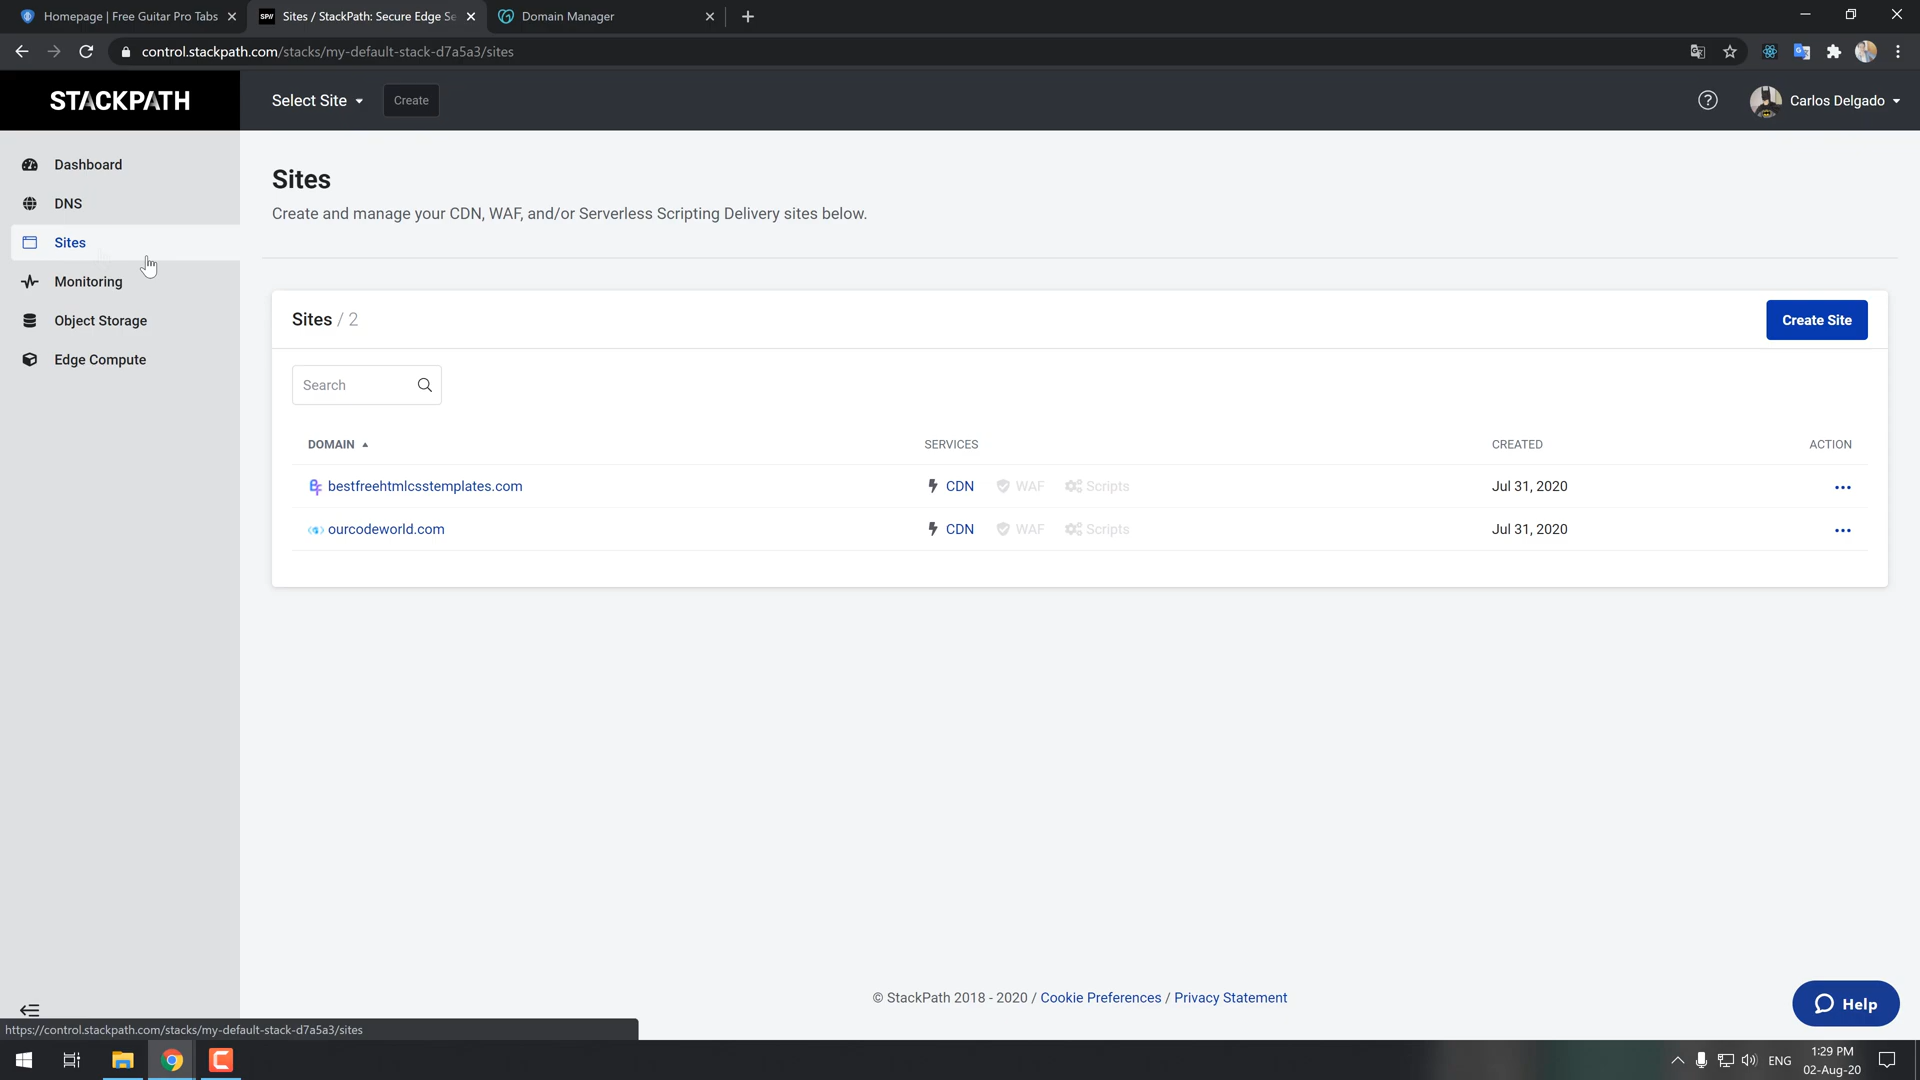 Homepage | Free Guitar Pro Tabs
SP// Sites / StackPath: Secure Edge Se
Domain Manager
control.stackpath.com/stacks/my-default-stack-d7a5a3/sites
STACKPATH
Select Site
Create
Carlos Delgado
Dashboard
DNS
Sites
Monitoring
Object Storage
Edge Compute
Sites
Create and manage your CDN, WAF, and/or Serverless Scripting Delivery sites below.
Sites / 2
Create Site
Search
DOMAIN SERVICES CREATED ACTION
bestfreehtmlcsstemplates.com CDN WAF Scripts Jul 31, 2020
ourcodeworld.com CDN WAF Scripts Jul 31, 2020
© StackPath 2018 - 2020 / Cookie Preferences / Privacy Statement
Help
https://control.stackpath.com/stacks/my-default-stack-d7a5a3/sites
ENG
1:29 PM
02-Aug-20